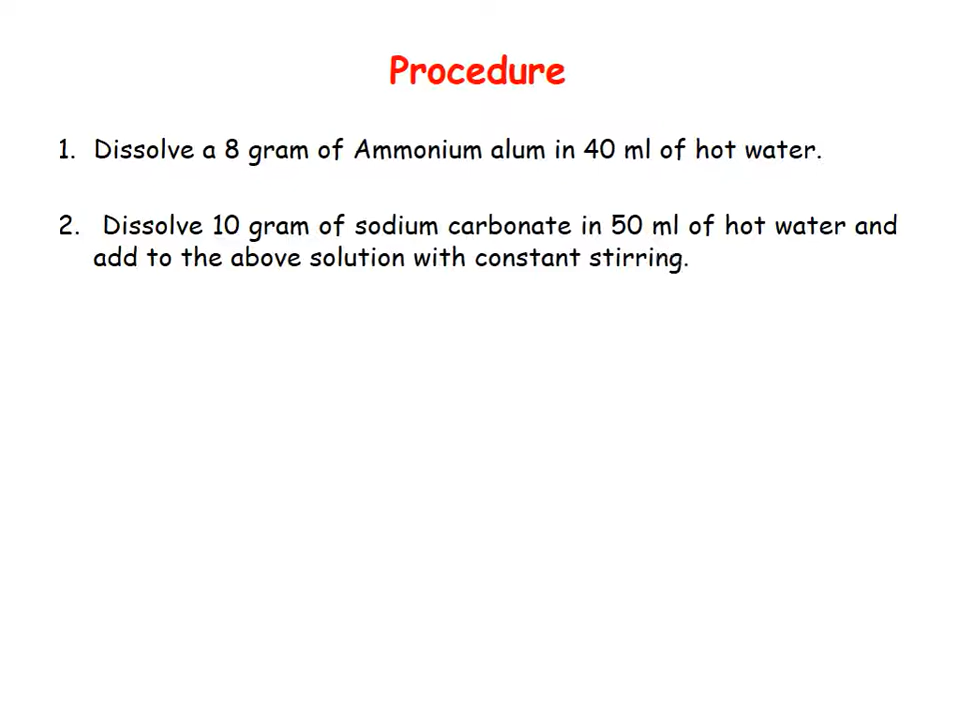 Procedure
1. Dissolve a 8 gram of Ammonium alum in 40 ml of hot water.
2. Dissolve 10 gram of sodium carbonate in 50 ml of hot water and
add to the above solution with constant stirring.